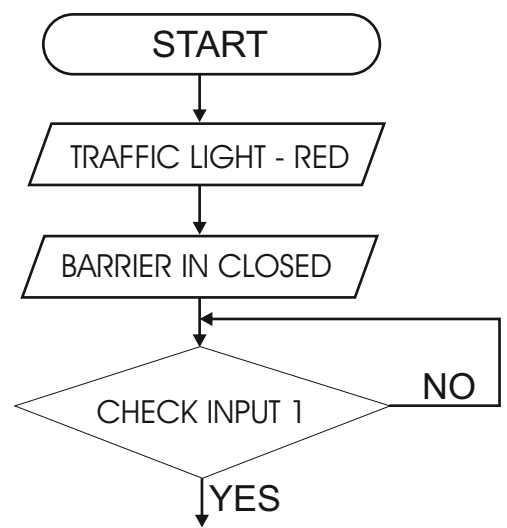 START
TRAFFIC LIGHT - RED
BARRIER IN CLOSED
CHECK INPUT 1
NO
YES